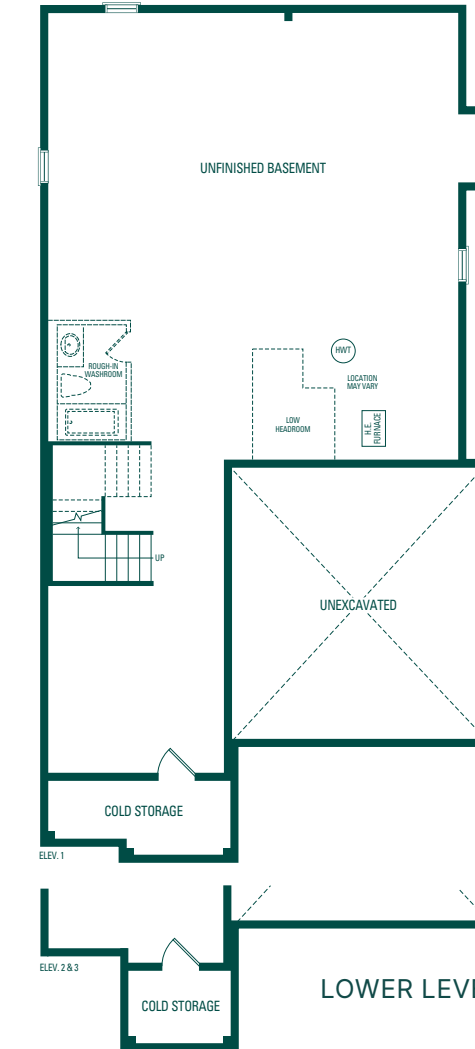 UNFINISHED BASEMENT
HWT
ROUGH-IN
WASHROOM
LOCATION
MAY VARY
LOW
HEADROOM
H.E.
FURNACE
UP
UNEXCAVATED
COLD STORAGE
ELEV. 1
ELEV. 2 & 3
COLD STORAGE
LOWER LEVE